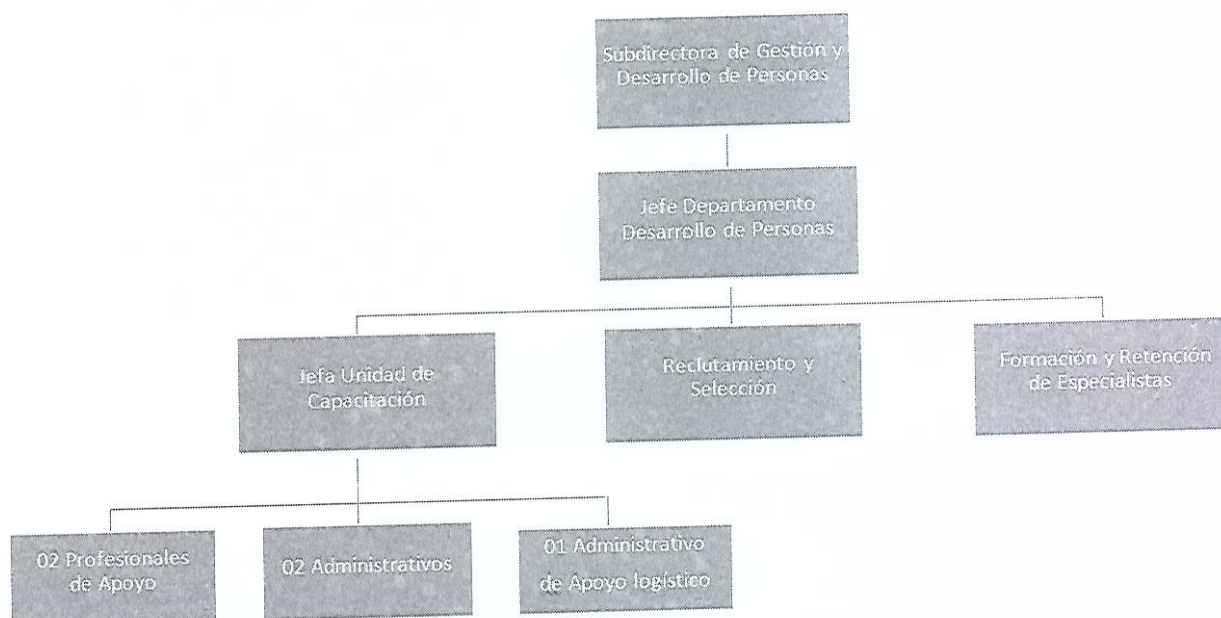 Subdirectora de Gestión y
Desarrollo de Personas
Jefe Departamento
Desarrollo de Personas
Jefa Unidad de
Capacitación
Reclutamiento y
Selección
Formación y Retención
de Especialistas
02 Profesionales
de Apoyo
02 Administrativos
01 Administrativo
de Apoyo logístico